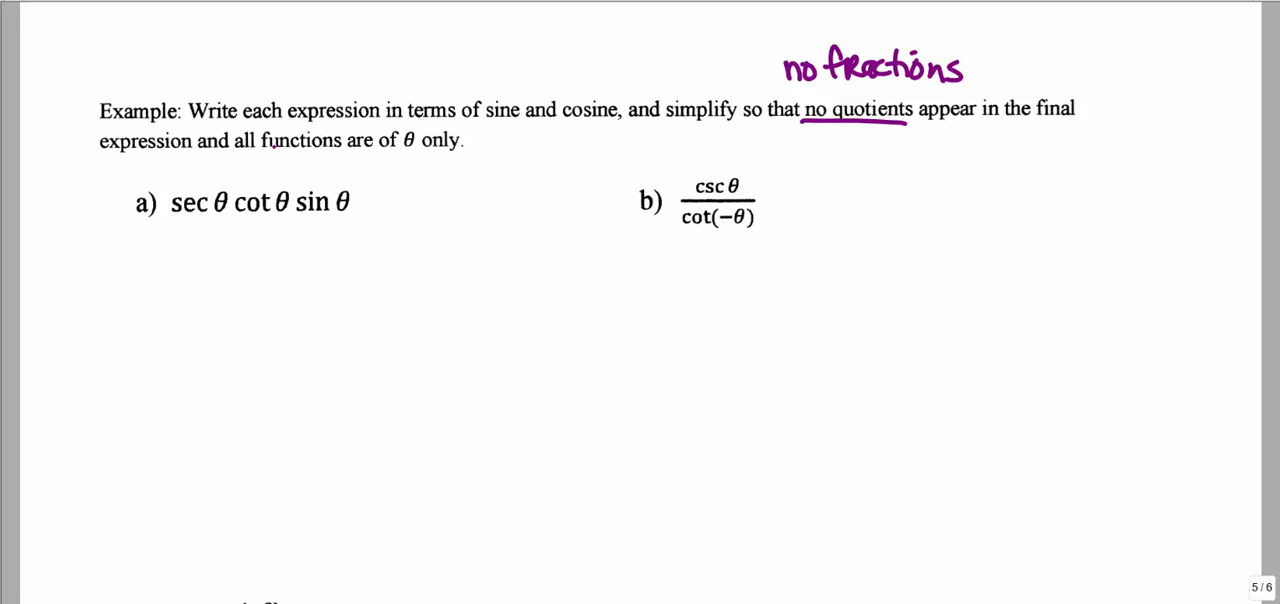 no fractions
Example: Write each expression in terms of sine and cosine, and simplify so that no quotients appear in the final
expression and all functions are of θ only.
a) sec θ cot θ sin θ
b) csc θ / cot(−θ)
5 / 6